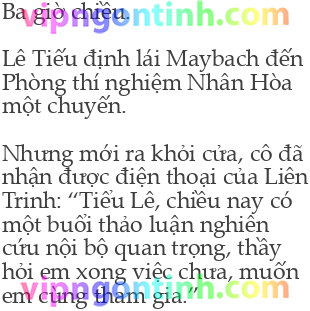 Ba giờ chiều.
vipngontinh.com
Lê Tiếu định lái Maybach đến
Phòng thí nghiệm Nhân Hòa
một chuyến.
Nhưng mới ra khỏi cửa, cô đã
nhận được điện thoại của Liên
Trinh: “Tiểu Lê, chiều nay có
một buổi thảo luận nghiên
cứu nội bộ quan trọng, thầy
hỏi em xong việc chưa, muốn
em cùng tham gia.”
vipngontinh.com